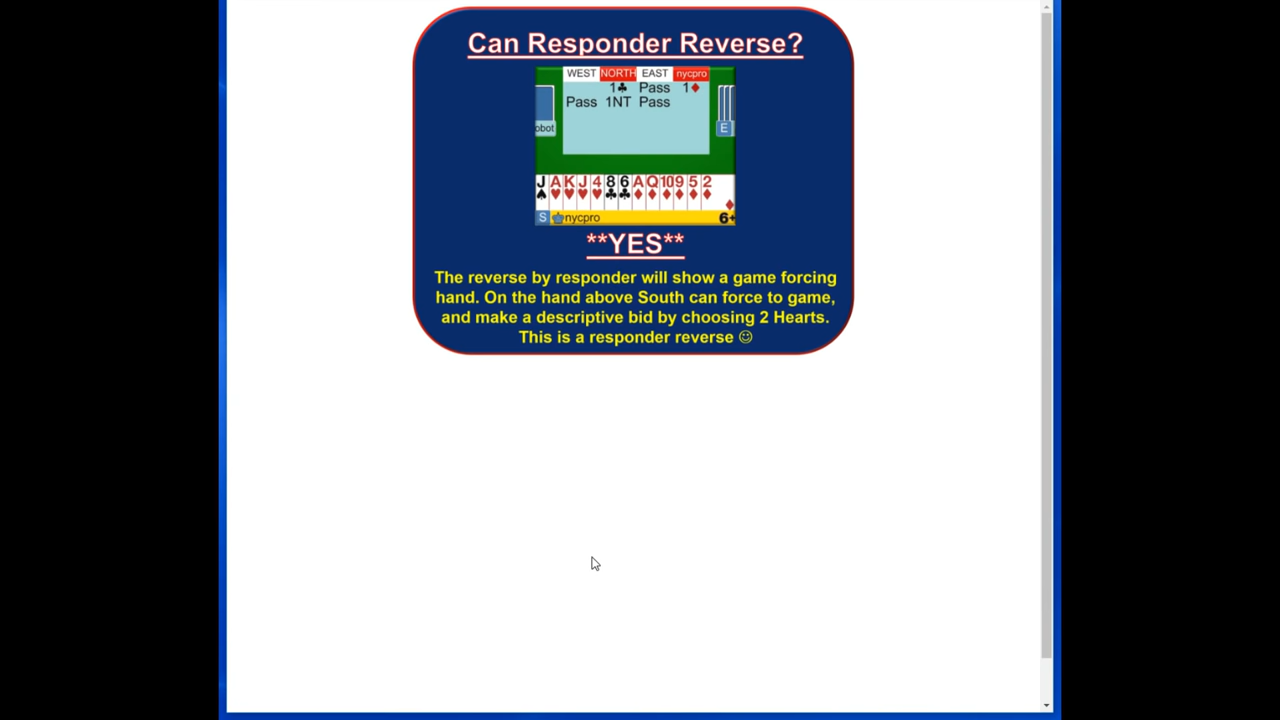 Can Responder Reverse?
WEST NORTH EAST nycpro
1♣ Pass 1♦
Pass 1NT Pass
obot E
J A K J 4 8 6 A Q 10 9 5 2
♠ ♥ ♥ ♥ ♥ ♣ ♣ ♦ ♦ ♦ ♦ ♦ ♦
S nycpro 6+
**YES**
The reverse by responder will show a game forcing
hand. On the hand above South can force to game,
and make a descriptive bid by choosing 2 Hearts.
This is a responder reverse ☺